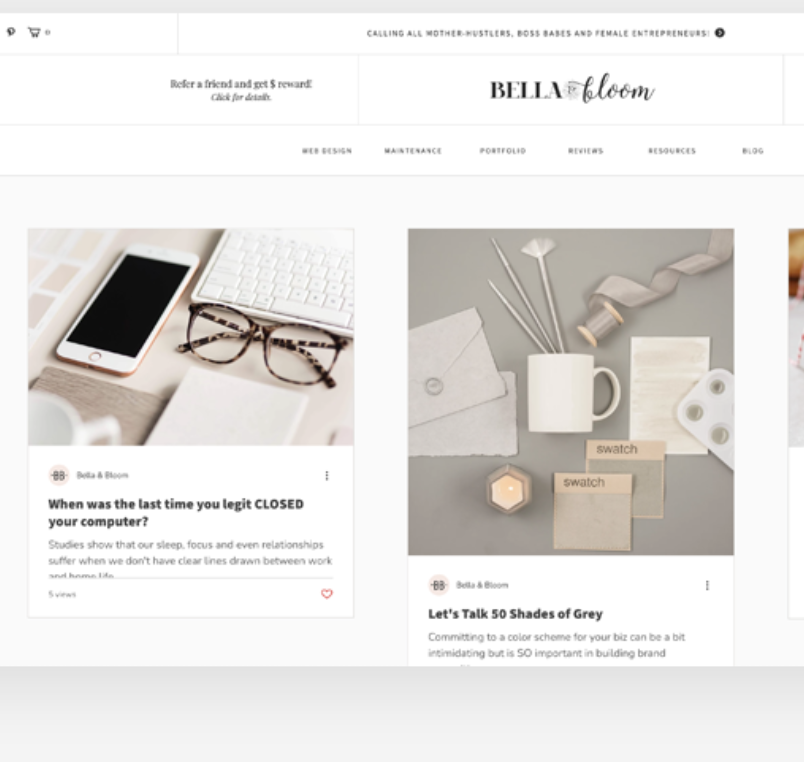 0
CALLING ALL MOTHER-HUSTLERS, BOSS BABES AND FEMALE ENTREPRENEURS!
Refer a friend and get $ reward!
Click for details.
BELLA & bloom
WEB DESIGN MAINTENANCE PORTFOLIO REVIEWS RESOURCES BLOG
BB Bella & Bloom
When was the last time you legit CLOSED
your computer?
Studies show that our sleep, focus and even relationships
suffer when we don't have clear lines drawn between work
and home life
5 views
swatch
swatch
BB Bella & Bloom
Let's Talk 50 Shades of Grey
Committing to a color scheme for your biz can be a bit
intimidating but is SO important in building brand